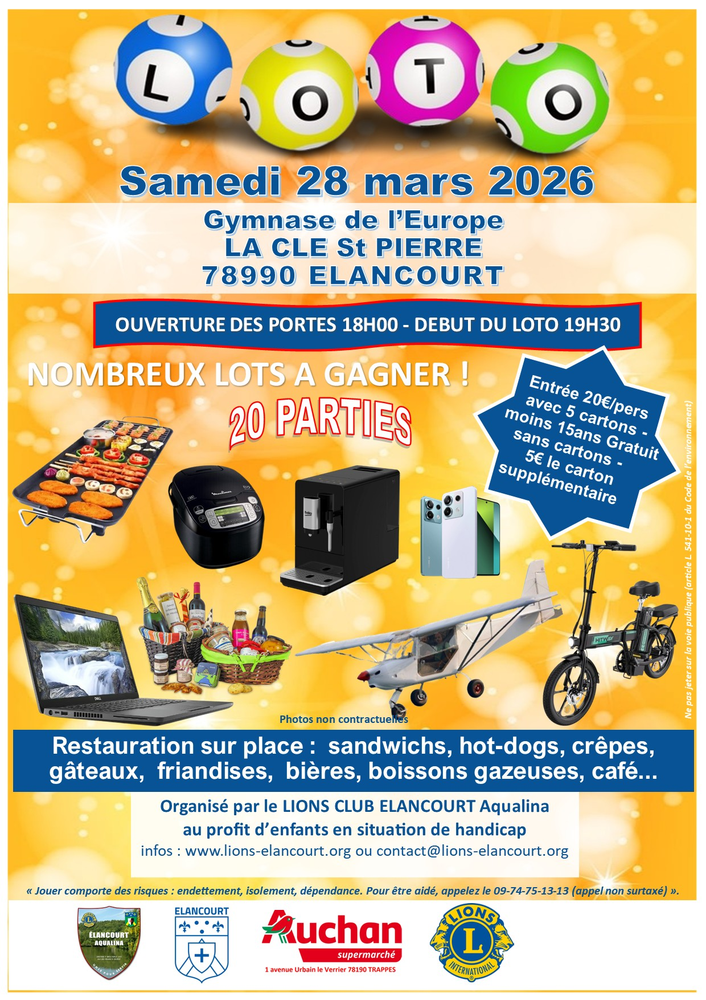 LOTO
Samedi 28 mars 2026
Gymnase de l'Europe
LA CLE St PIERRE
78990 ELANCOURT
OUVERTURE DES PORTES 18H00 - DEBUT DU LOTO 19H30
NOMBREUX LOTS A GAGNER !
20 PARTIES
Entrée 20€/pers
avec 5 cartons -
moins 15ans Gratuit
sans cartons -
5€ le carton
supplémentaire
Moulinex
beko
DELL
HITWAY
Ne pas jeter sur la voie publique (article L. 541-10-1 du Code de l'environnement)
Photos non contractuelles
Restauration sur place : sandwichs, hot-dogs, crêpes,
gâteaux, friandises, bières, boissons gazeuses, café...
Organisé par le LIONS CLUB ELANCOURT Aqualina
au profit d'enfants en situation de handicap
infos : www.lions-elancourt.org ou contact@lions-elancourt.org
« Jouer comporte des risques : endettement, isolement, dépendance. Pour être aidé, appelez le 09-74-75-13-13 (appel non surtaxé) ».
ÉLANCOURT
AQUALINA
ELANCOURT
Auchan
supermarché
1 avenue Urbain le Verrier 78190 TRAPPES
LIONS
L
INTERNATIONAL